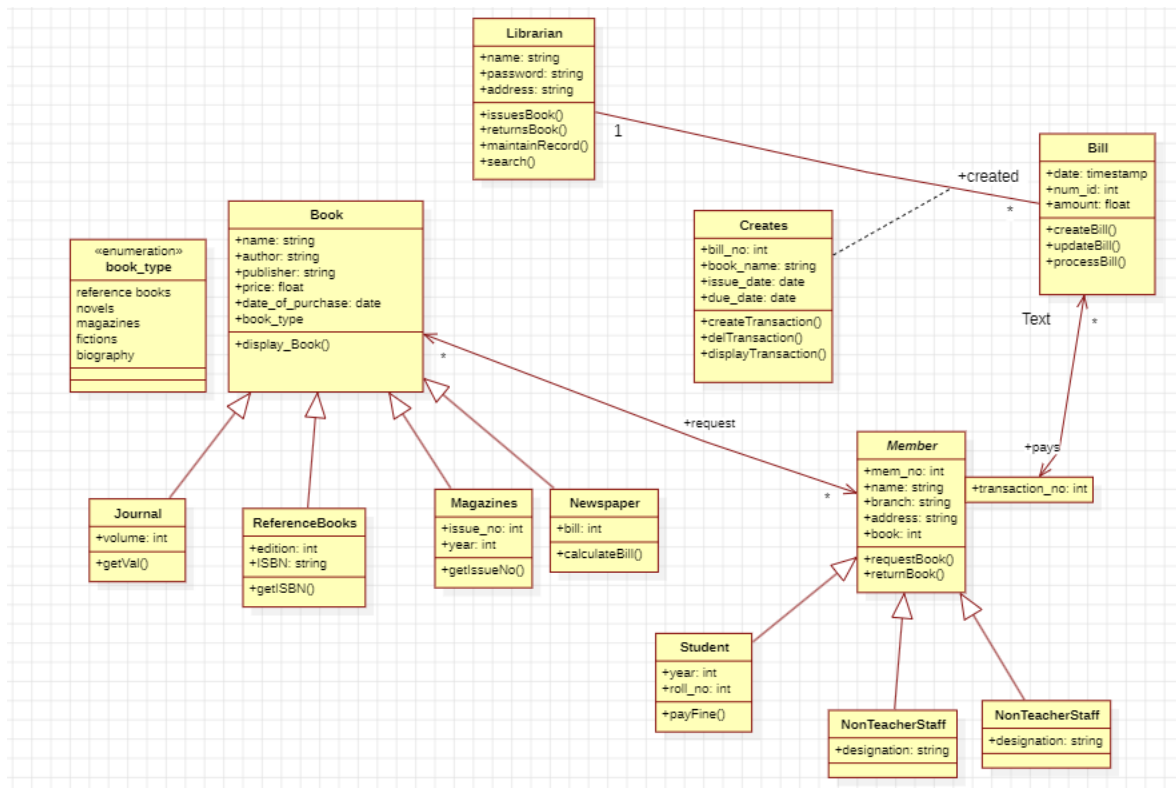 Librarian
+name: string
+password: string
+address: string
+issuesBook()
+returnsBook()
+maintainRecord()
+search()
1
+created
*
Bill
+date: timestamp
+num_id: int
+amount: float
+createBill()
+updateBill()
+processBill()
«enumeration»
book_type
reference books
novels
magazines
fictions
biography
Book
+name: string
+author: string
+publisher: string
+price: float
+date_of_purchase: date
+book_type
+display_Book()
Creates
+bill_no: int
+book_name: string
+issue_date: date
+due_date: date
+createTransaction()
+delTransaction()
+displayTransaction()
Text
*
*
+request
*
+pays
Member
+mem_no: int
+name: string
+branch: string
+address: string
+book: int
+requestBook()
+returnBook()
+transaction_no: int
Journal
+volume: int
+getVal()
ReferenceBooks
+edition: int
+ISBN: string
+getISBN()
Magazines
+issue_no: int
+year: int
+getIssueNo()
Newspaper
+bill: int
+calculateBill()
Student
+year: int
+roll_no: int
+payFine()
NonTeacherStaff
+designation: string
NonTeacherStaff
+designation: string